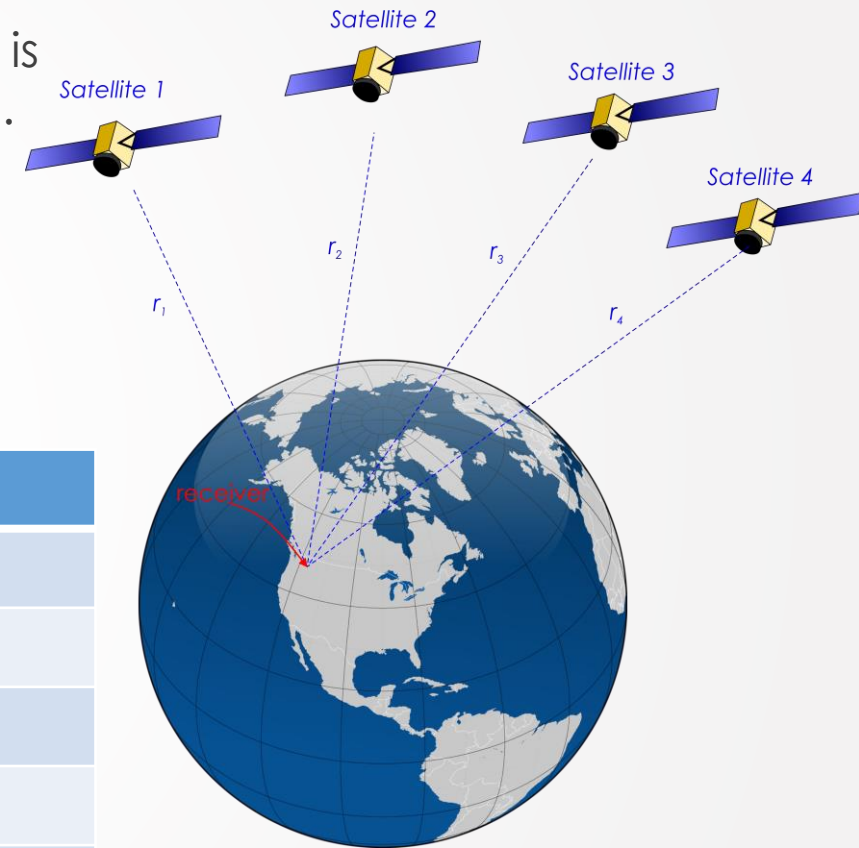 is
.
Satellite 1
Satellite 2
Satellite 3
Satellite 4
r₁
r₂
r₃
r₄
receiver